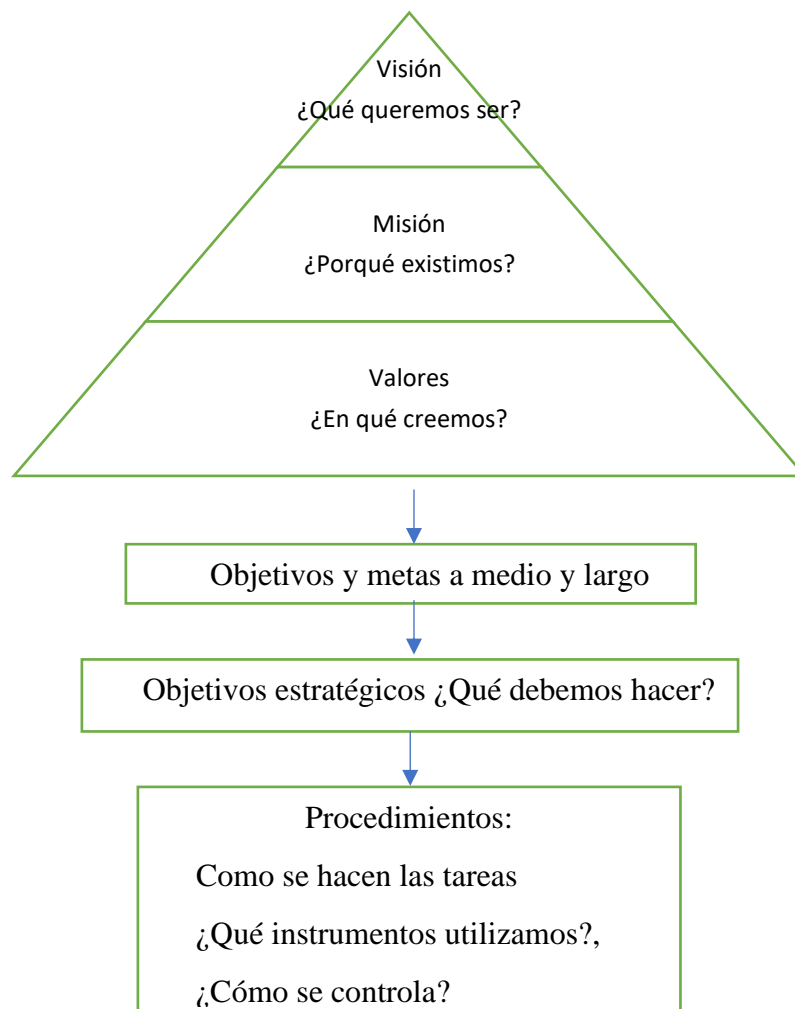 Visión
¿Qué queremos ser?
Misión
¿Porqué existimos?
Valores
¿En qué creemos?
Objetivos y metas a medio y largo
Objetivos estratégicos ¿Qué debemos hacer?
Procedimientos:
Como se hacen las tareas
¿Qué instrumentos utilizamos?,
¿Cómo se controla?